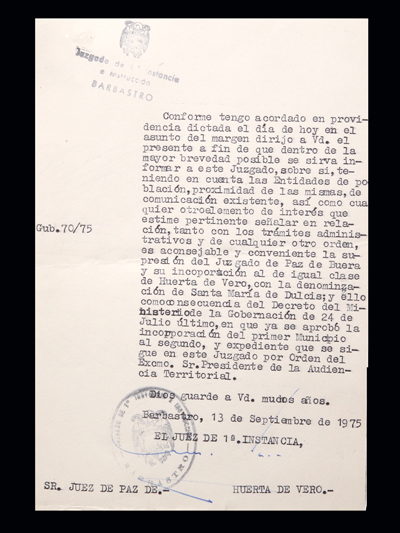 Juzgado de 1ª Instancia
e Instrucción
BARBASTRO
Conforme tengo acordado en provi-
dencia dictada el día de hoy en el
asunto del margen dirijo a Vd. el
presente a fin de que dentro de la
mayor brevedad posible se sirva in-
formar a este Juzgado, sobre si, te-
niendo en cuenta las Entidades de po-
blación, proximidad de las mismas, de
comunicación existente, así como cua
quier otroelemento de interés que
estime pertinente señalar en rela-
Gub.70/75
ción, tanto con los trámites adminis-
trativos y de cualquier otro orden,
es aconsejable y conveniente la su-
presión del Juzgado de Paz de Buera
y su incoporación al de igual clase
de Huerta de Vero, con la denominza-
ción de Santa María de Dulcis; y ello
como consecuencia del Decreto del Mi-
nisterio de la Gobernación de 24 de
Julio último, en que ya se aprobó la
incorporación del primer Municipio
al segundo, y expediente que se si-
gue en este Juzgado por Orden del
Excmo. Sr. Presidente de la Audien-
cia Territorial.
Dios guarde a Vd. muchos años.
Barbastro, 13 de Septiembre de 1975
EL JUEZ DE 1ª. INSTANCIA,
SR. JUEZ DE PAZ DE.- HUERTA DE VERO.-